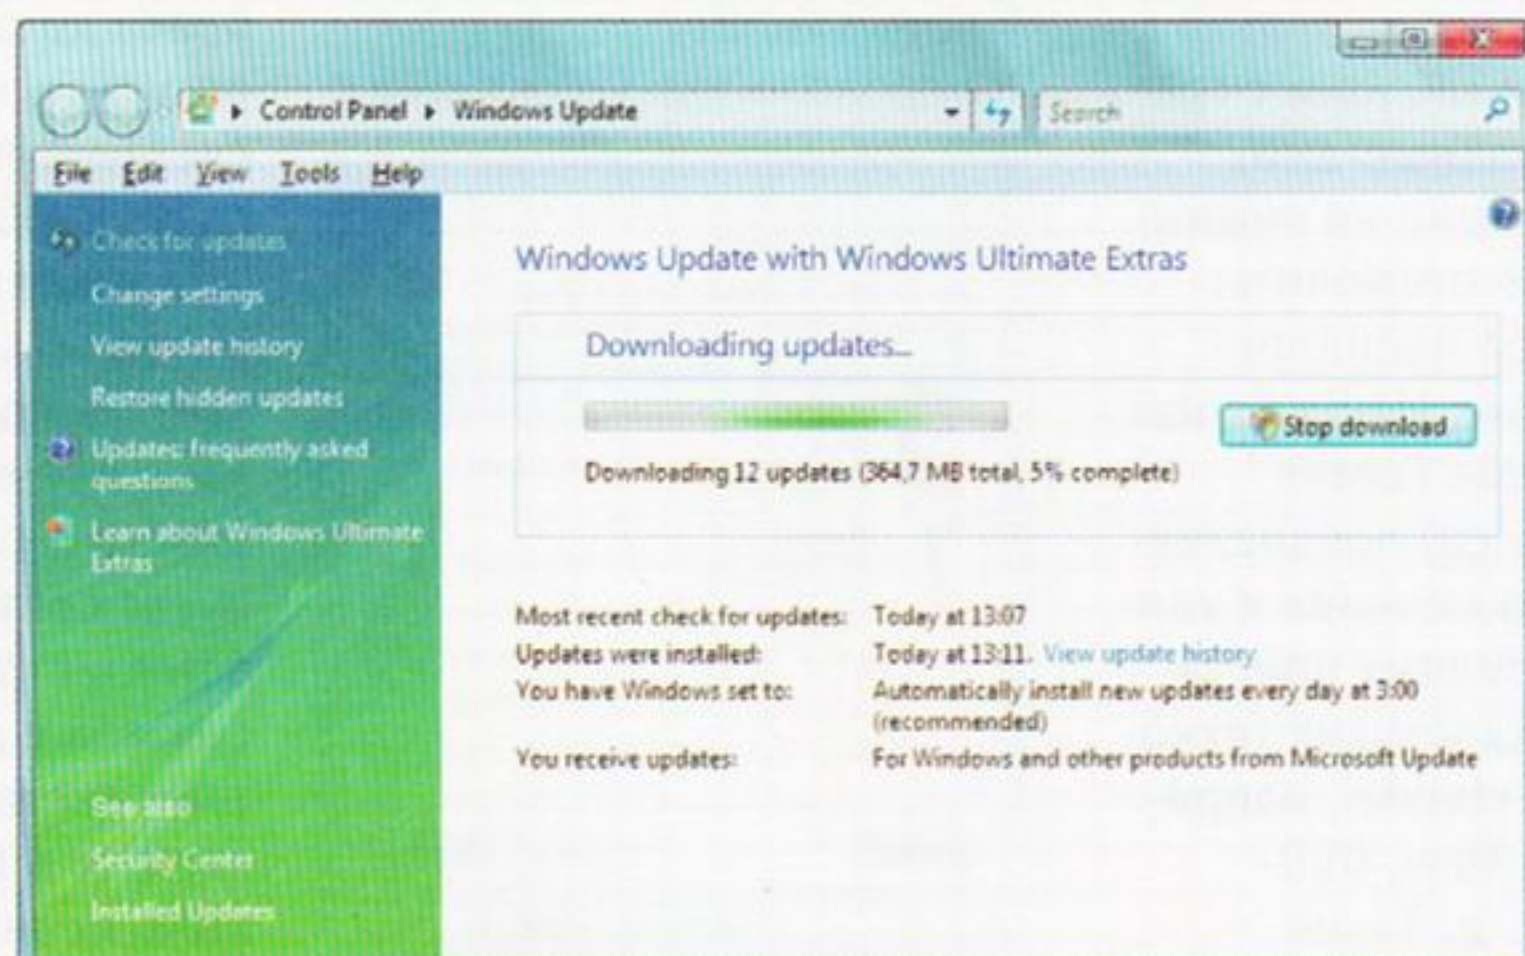 Control Panel ▸ Windows Update
Search
File Edit View Tools Help
Check for updates
Change settings
View update history
Restore hidden updates
Updates: frequently asked
questions
Learn about Windows Ultimate
Extras
See also
Security Center
Installed Updates
Windows Update with Windows Ultimate Extras
Downloading updates...
Stop download
Downloading 12 updates (364,7 MB total, 5% complete)
Most recent check for updates: Today at 13:07
Updates were installed: Today at 13:11. View update history
You have Windows set to: Automatically install new updates every day at 3:00
(recommended)
You receive updates: For Windows and other products from Microsoft Update